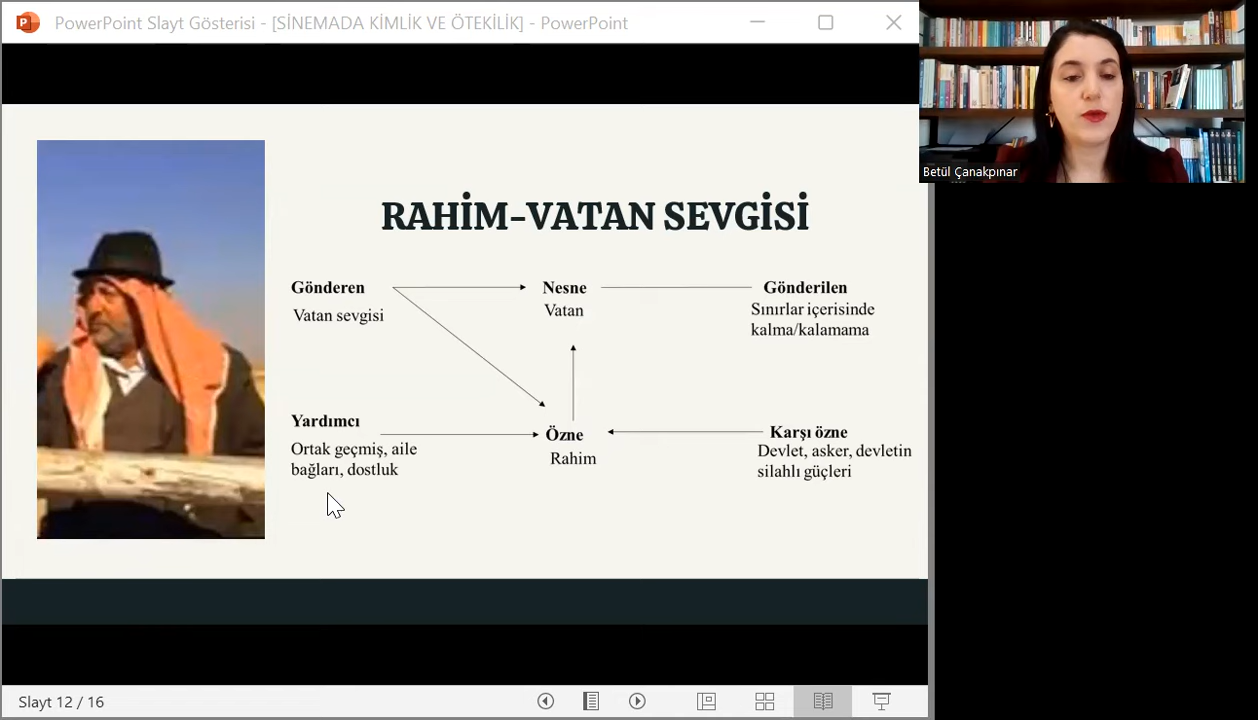 PowerPoint Slayt Gösterisi - [SİNEMADA KİMLİK VE ÖTEKİLİK] - PowerPoint
Betül Çanakpınar
RAHİM-VATAN SEVGİSİ
Gönderen
Vatan sevgisi
Nesne
Vatan
Gönderilen
Sınırlar içerisinde
kalma/kalamama
Yardımcı
Ortak geçmiş, aile
bağları, dostluk
Özne
Rahim
Karşı özne
Devlet, asker, devletin
silahlı güçleri
Slayt 12 / 16